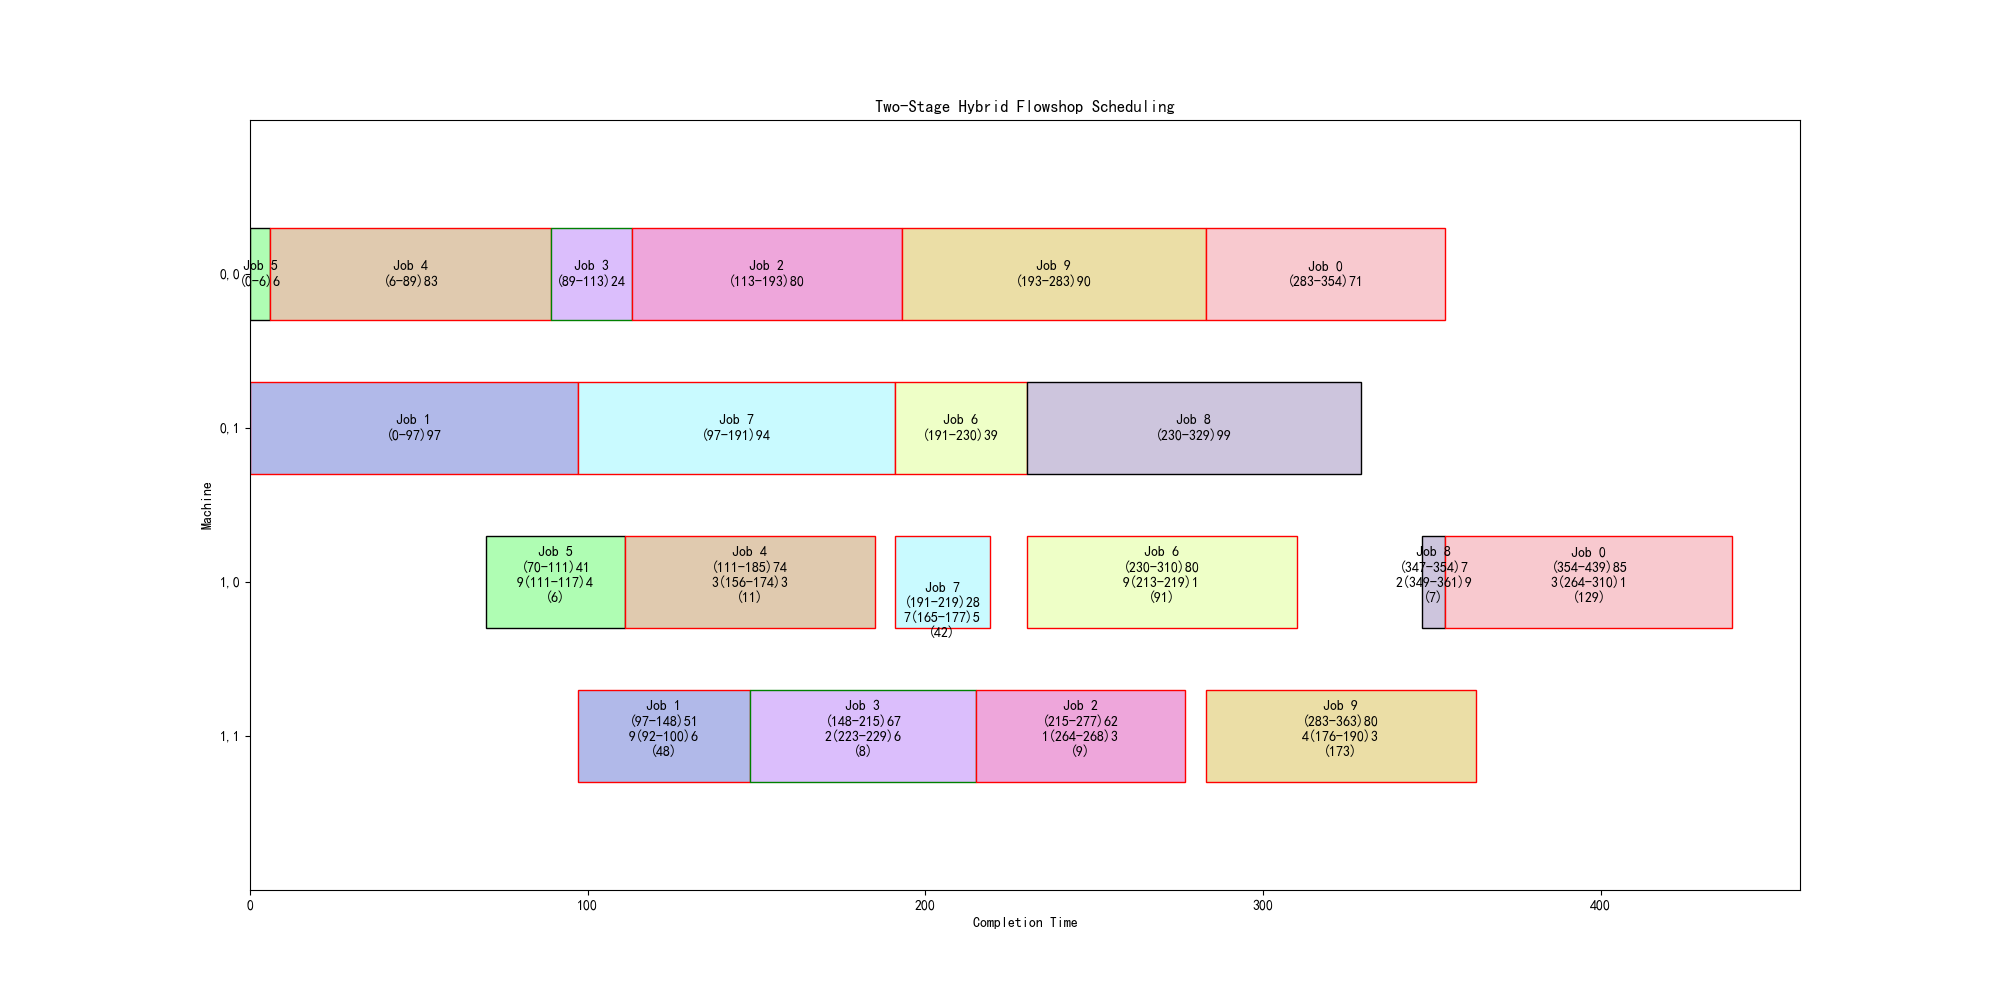 Two-Stage Hybrid Flowshop Scheduling
Machine
0,0
Job 5
(0-6)6
Job 4
(6-89)83
Job 3
(89-113)24
Job 2
(113-193)80
Job 9
(193-283)90
Job 0
(283-354)71
0,1
Job 1
(0-97)97
Job 7
(97-191)94
Job 6
(191-230)39
Job 8
(230-329)99
1,0
Job 5
(70-111)41
9(111-117)4
(6)
Job 4
(111-185)74
3(156-174)3
(11)
Job 7
(191-219)28
7(165-177)5
(42)
Job 6
(230-310)80
9(213-219)1
(91)
Job 8
(347-354)7
2(349-361)9
(7)
Job 0
(354-439)85
3(264-310)1
(129)
1,1
Job 1
(97-148)51
9(92-100)6
(48)
Job 3
(148-215)67
2(223-229)6
(8)
Job 2
(215-277)62
1(264-268)3
(9)
Job 9
(283-363)80
4(176-190)3
(173)
0
100
200
300
400
Completion Time